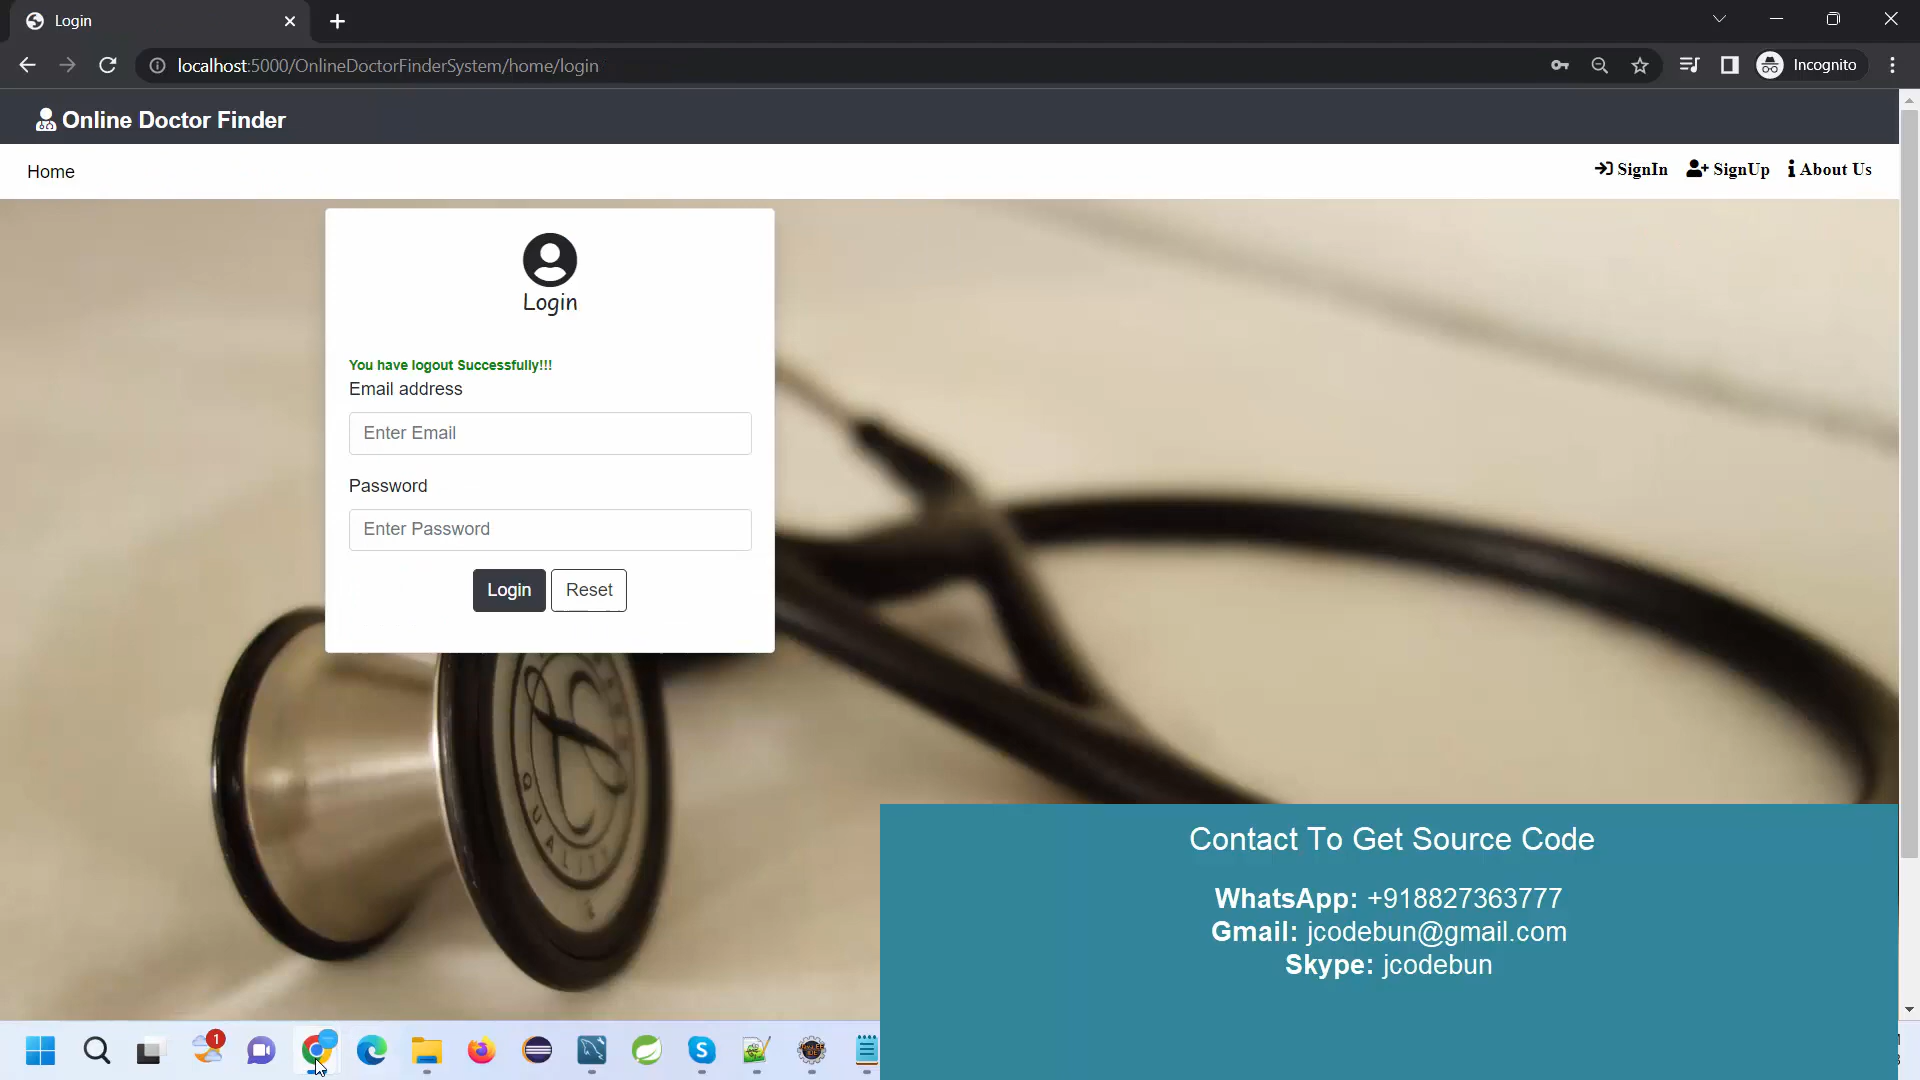 Login
localhost:5000/OnlineDoctorFinderSystem/home/login
Incognito
Online Doctor Finder
Home
SignIn SignUp About Us
Login
You have logout Successfully!!!
Email address
Enter Email
Password
Enter Password
Login Reset
QUALITY
Contact To Get Source Code
WhatsApp: +918827363777
Gmail: jcodebun@gmail.com
Skype: jcodebun
1